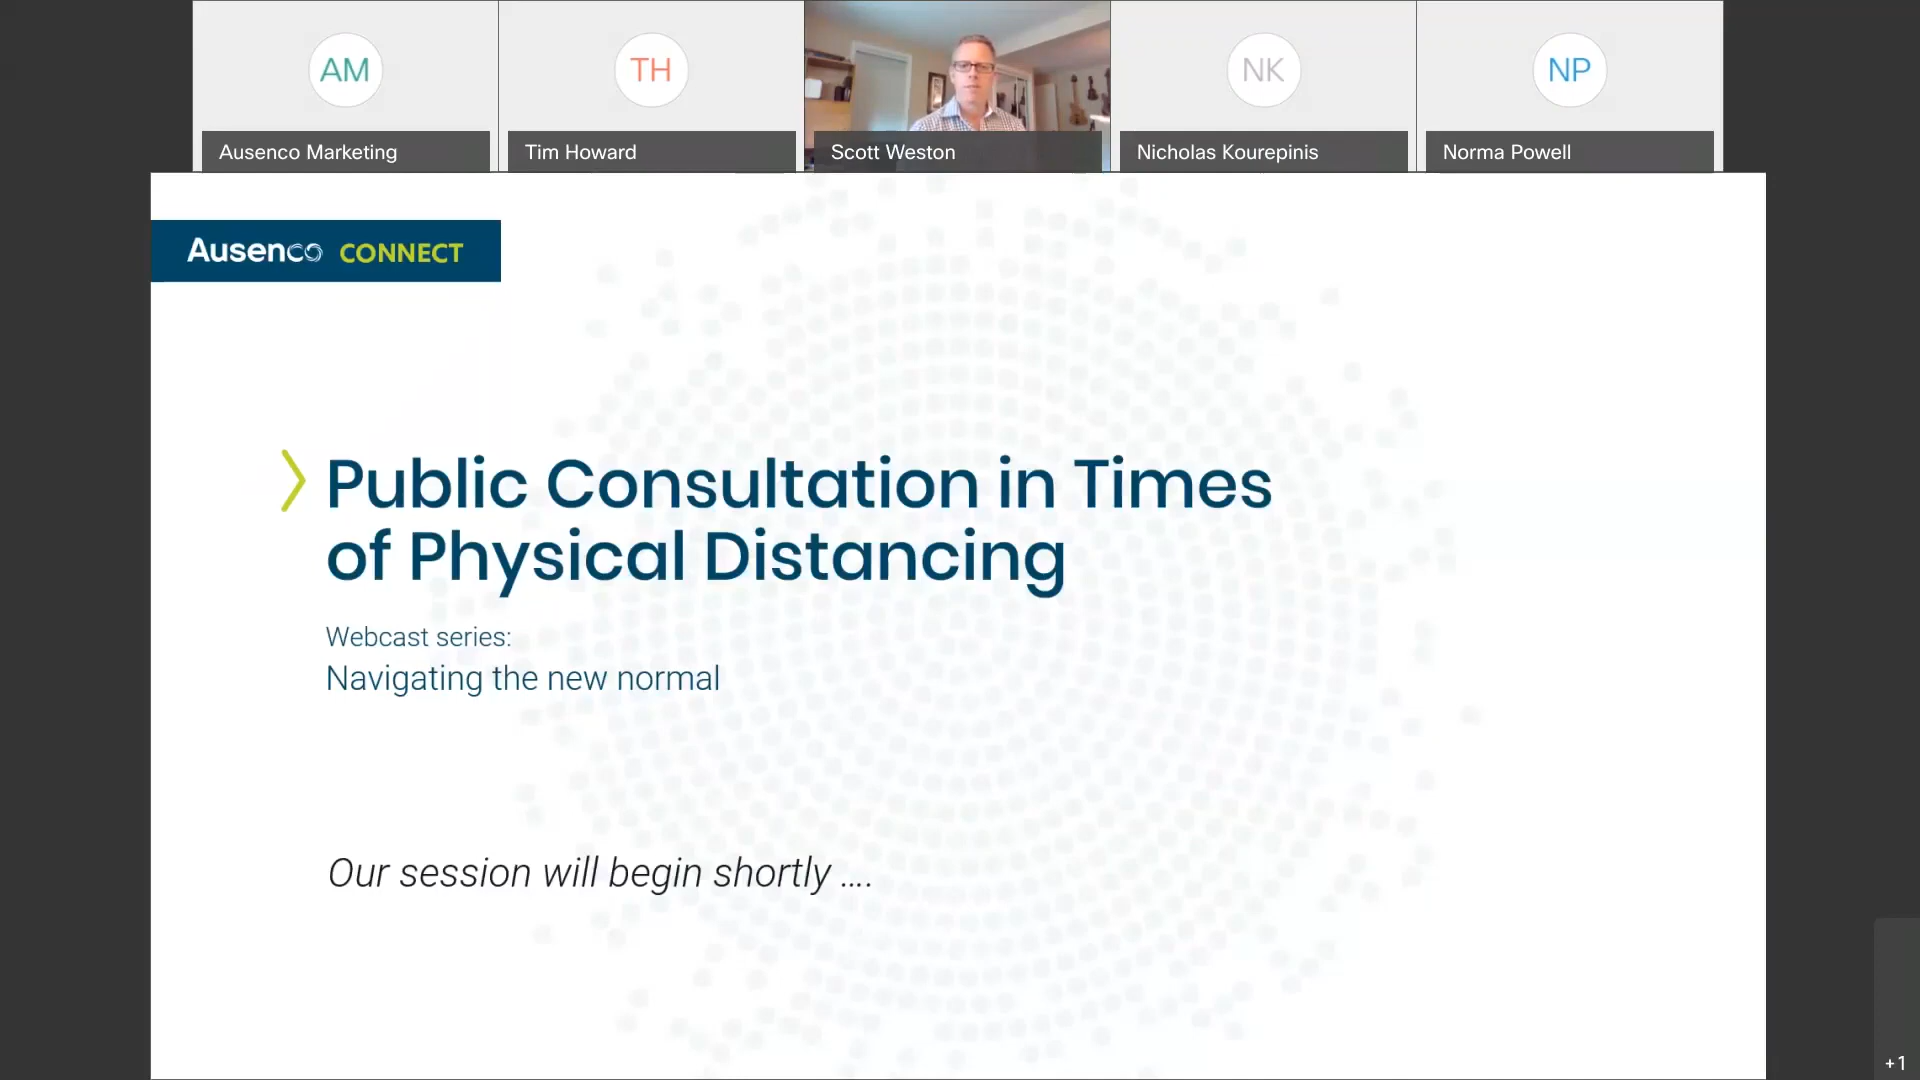 AM
TH
NK
NP
Ausenco Marketing
Tim Howard
Scott Weston
Nicholas Kourepinis
Norma Powell
Ausenco CONNECT
Public Consultation in Times
of Physical Distancing
Webcast series:
Navigating the new normal
Our session will begin shortly ....
+1